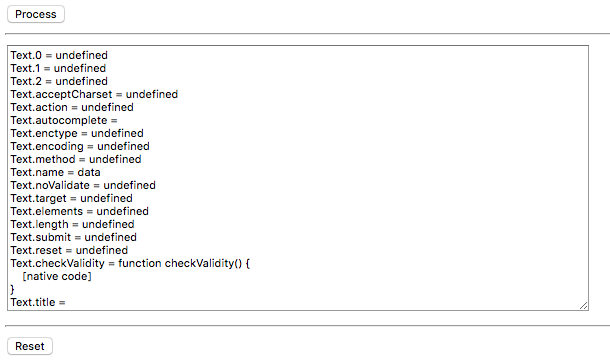 Process
Text.0 = undefined
Text.1 = undefined
Text.2 = undefined
Text.acceptCharset = undefined
Text.action = undefined
Text.autocomplete =
Text.enctype = undefined
Text.encoding = undefined
Text.method = undefined
Text.name = data
Text.noValidate = undefined
Text.target = undefined
Text.elements = undefined
Text.length = undefined
Text.submit = undefined
Text.reset = undefined
Text.checkValidity = function checkValidity() {
    [native code]
}
Text.title =
Reset